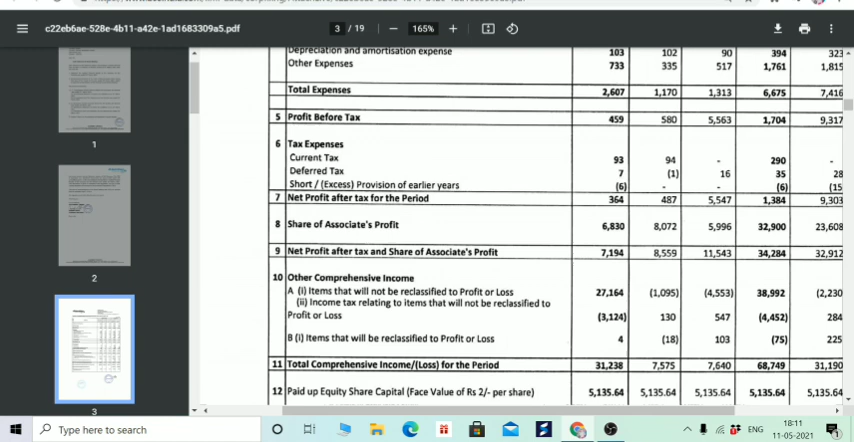 c22eb6ae-528e-4b11-a42e-1ad1683309a5.pdf 3 / 19 − 165% +
Depreciation and amortisation expense 103 102 90 394 323
Other Expenses 733 335 517 1,761 1,815
Total Expenses 2,607 1,170 1,313 6,675 7,416
5 Profit Before Tax 459 580 5,563 1,704 9,317
6 Tax Expenses
Current Tax 93 94 - 290 -
Deferred Tax 7 (1) 16 35 28
Short / (Excess) Provision of earlier years (6) - - (6) (15
7 Net Profit after tax for the Period 364 487 5,547 1,384 9,303
8 Share of Associate's Profit 6,830 8,072 5,996 32,900 23,608
9 Net Profit after tax and Share of Associate's Profit 7,194 8,559 11,543 34,284 32,912
10 Other Comprehensive Income
A (i) Items that will not be reclassified to Profit or Loss 27,164 (1,095) (4,553) 38,992 (2,230
(ii) Income tax relating to items that will not be reclassified to
Profit or Loss (3,124) 130 547 (4,452) 284
B (i) Items that will be reclassified to Profit or Loss 4 (18) 103 (75) 225
11 Total Comprehensive Income/(Loss) for the Period 31,238 7,575 7,640 68,749 31,190
12 Paid up Equity Share Capital (Face Value of Rs 2/- per share) 5,135.64 5,135.64 5,135.64 5,135.64 5,135.64
1
2
3
Type here to search
ENG
18:11
11-05-2021